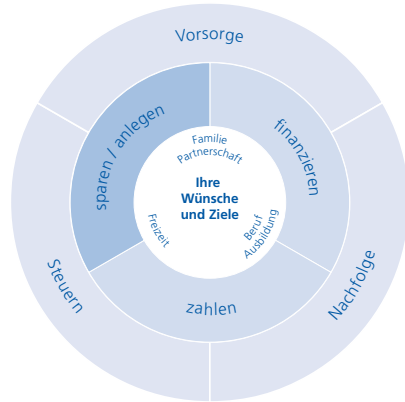 Vorsorge
sparen / anlegen
finanzieren
Familie
Partnerschaft
Ihre
Wünsche
und Ziele
Freizeit
Beruf
Ausbildung
zahlen
Steuern
Nachfolge